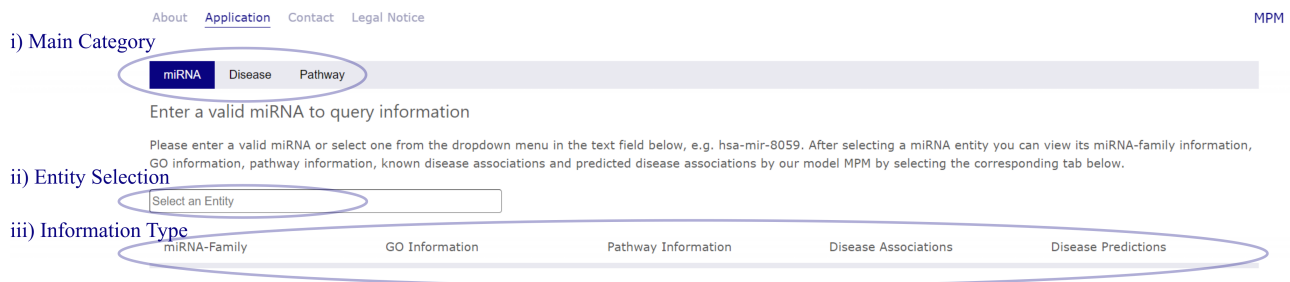 About Application Contact Legal Notice MPM
i) Main Category
miRNA Disease Pathway
Enter a valid miRNA to query information
Please enter a valid miRNA or select one from the dropdown menu in the text field below, e.g. hsa-mir-8059. After selecting a miRNA entity you can view its miRNA-family information,
GO information, pathway information, known disease associations and predicted disease associations by our model MPM by selecting the corresponding tab below.
ii) Entity Selection
Select an Entity
iii) Information Type
miRNA-Family GO Information Pathway Information Disease Associations Disease Predictions